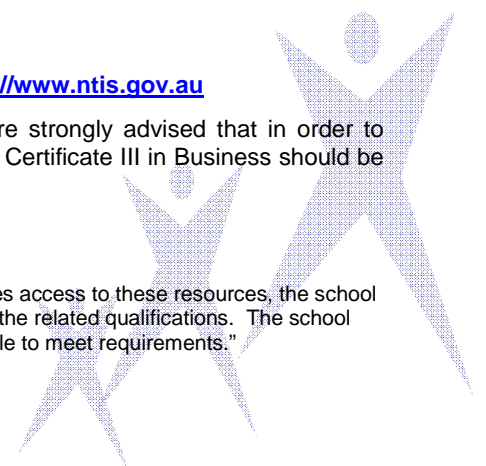 //www.ntis.gov.au
re strongly advised that in order to
Certificate III in Business should be
es access to these resources, the school
the related qualifications. The school
le to meet requirements.”